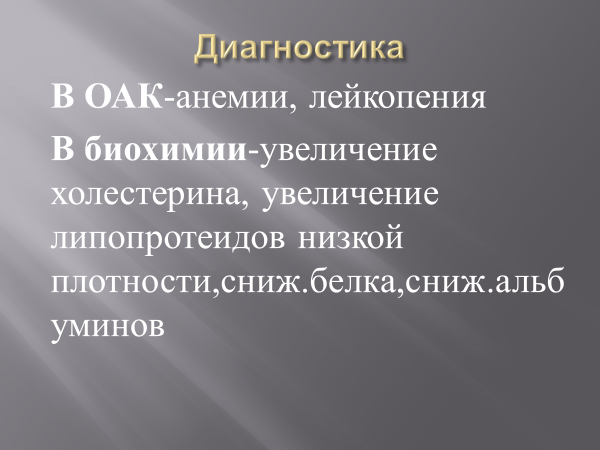 Диагностика
В ОАК-анемии, лейкопения
В биохимии-увеличение
холестерина, увеличение
липопротеидов низкой
плотности,сниж.белка,сниж.альб
уминов